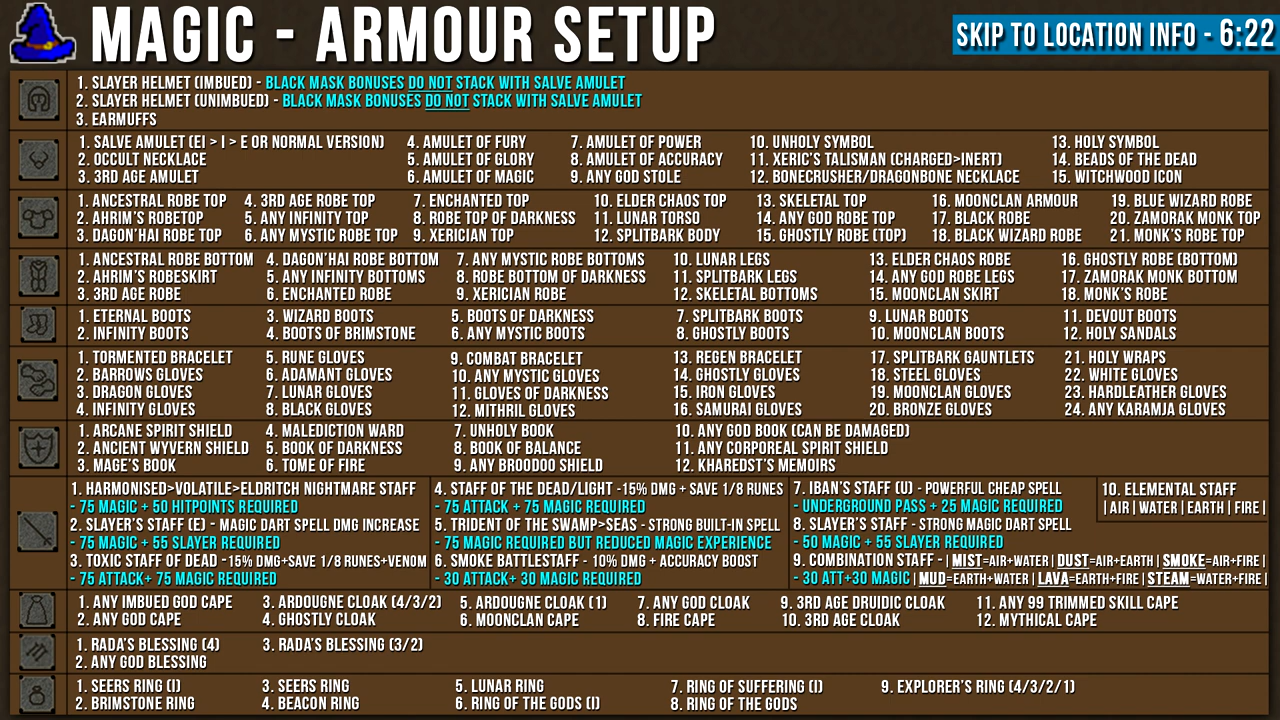 MAGIC - ARMOUR SETUP
SKIP TO LOCATION INFO - 6:22
1. SLAYER HELMET (IMBUED) - BLACK MASK BONUSES DO NOT STACK WITH SALVE AMULET
2. SLAYER HELMET (UNIMBUED) - BLACK MASK BONUSES DO NOT STACK WITH SALVE AMULET
3. EARMUFFS
1. SALVE AMULET (EI > I > E OR NORMAL VERSION) 4. AMULET OF FURY 7. AMULET OF POWER 10. UNHOLY SYMBOL 13. HOLY SYMBOL
2. OCCULT NECKLACE 5. AMULET OF GLORY 8. AMULET OF ACCURACY 11. XERIC'S TALISMAN (CHARGED>INERT) 14. BEADS OF THE DEAD
3. 3RD AGE AMULET 6. AMULET OF MAGIC 9. ANY GOD STOLE 12. BONECRUSHER/DRAGONBONE NECKLACE 15. WITCHWOOD ICON
1. ANCESTRAL ROBE TOP 4. 3RD AGE ROBE TOP 7. ENCHANTED TOP 10. ELDER CHAOS TOP 13. SKELETAL TOP 16. MOONCLAN ARMOUR 19. BLUE WIZARD ROBE
2. AHRIM'S ROBETOP 5. ANY INFINITY TOP 8. ROBE TOP OF DARKNESS 11. LUNAR TORSO 14. ANY GOD ROBE TOP 17. BLACK ROBE 20. ZAMORAK MONK TOP
3. DAGON'HAI ROBE TOP 6. ANY MYSTIC ROBE TOP 9. XERICIAN TOP 12. SPLITBARK BODY 15. GHOSTLY ROBE (TOP) 18. BLACK WIZARD ROBE 21. MONK'S ROBE TOP
1. ANCESTRAL ROBE BOTTOM 4. DAGON'HAI ROBE BOTTOM 7. ANY MYSTIC ROBE BOTTOMS 10. LUNAR LEGS 13. ELDER CHAOS ROBE 16. GHOSTLY ROBE (BOTTOM)
2. AHRIM'S ROBESKIRT 5. ANY INFINITY BOTTOMS 8. ROBE BOTTOM OF DARKNESS 11. SPLITBARK LEGS 14. ANY GOD ROBE LEGS 17. ZAMORAK MONK BOTTOM
3. 3RD AGE ROBE 6. ENCHANTED ROBE 9. XERICIAN ROBE 12. SKELETAL BOTTOMS 15. MOONCLAN SKIRT 18. MONK'S ROBE
1. ETERNAL BOOTS 3. WIZARD BOOTS 5. BOOTS OF DARKNESS 7. SPLITBARK BOOTS 9. LUNAR BOOTS 11. DEVOUT BOOTS
2. INFINITY BOOTS 4. BOOTS OF BRIMSTONE 6. ANY MYSTIC BOOTS 8. GHOSTLY BOOTS 10. MOONCLAN BOOTS 12. HOLY SANDALS
1. TORMENTED BRACELET 5. RUNE GLOVES 9. COMBAT BRACELET 13. REGEN BRACELET 17. SPLITBARK GAUNTLETS 21. HOLY WRAPS
2. BARROWS GLOVES 6. ADAMANT GLOVES 10. ANY MYSTIC GLOVES 14. GHOSTLY GLOVES 18. STEEL GLOVES 22. WHITE GLOVES
3. DRAGON GLOVES 7. LUNAR GLOVES 11. GLOVES OF DARKNESS 15. IRON GLOVES 19. MOONCLAN GLOVES 23. HARDLEATHER GLOVES
4. INFINITY GLOVES 8. BLACK GLOVES 12. MITHRIL GLOVES 16. SAMURAI GLOVES 20. BRONZE GLOVES 24. ANY KARAMJA GLOVES
1. ARCANE SPIRIT SHIELD 4. MALEDICTION WARD 7. UNHOLY BOOK 10. ANY GOD BOOK (CAN BE DAMAGED)
2. ANCIENT WYVERN SHIELD 5. BOOK OF DARKNESS 8. BOOK OF BALANCE 11. ANY CORPOREAL SPIRIT SHIELD
3. MAGE'S BOOK 6. TOME OF FIRE 9. ANY BROODOO SHIELD 12. KHAREDST'S MEMOIRS
1. HARMONISED>VOLATILE>ELDRITCH NIGHTMARE STAFF
- 75 MAGIC + 50 HITPOINTS REQUIRED
2. SLAYER'S STAFF (E) - MAGIC DART SPELL DMG INCREASE
- 75 MAGIC + 55 SLAYER REQUIRED
3. TOXIC STAFF OF DEAD -15% DMG+SAVE 1/8 RUNES+VENOM
- 75 ATTACK+ 75 MAGIC REQUIRED
4. STAFF OF THE DEAD/LIGHT -15% DMG + SAVE 1/8 RUNES
- 75 ATTACK + 75 MAGIC REQUIRED
5. TRIDENT OF THE SWAMP>SEAS - STRONG BUILT-IN SPELL
- 75 MAGIC REQUIRED BUT REDUCED MAGIC EXPERIENCE
6. SMOKE BATTLESTAFF - 10% DMG + ACCURACY BOOST
- 30 ATTACK+ 30 MAGIC REQUIRED
7. IBAN'S STAFF (U) - POWERFUL CHEAP SPELL
- UNDERGROUND PASS + 25 MAGIC REQUIRED
8. SLAYER'S STAFF - STRONG MAGIC DART SPELL
- 50 MAGIC + 55 SLAYER REQUIRED
9. COMBINATION STAFF - | MIST=AIR+WATER | DUST=AIR+EARTH | SMOKE=AIR+FIRE |
- 30 ATT+30 MAGIC | MUD=EARTH+WATER | LAVA=EARTH+FIRE | STEAM=WATER+FIRE |
10. ELEMENTAL STAFF
| AIR | WATER | EARTH | FIRE |
1. ANY IMBUED GOD CAPE 3. ARDOUGNE CLOAK (4/3/2) 5. ARDOUGNE CLOAK (1) 7. ANY GOD CLOAK 9. 3RD AGE DRUIDIC CLOAK 11. ANY 99 TRIMMED SKILL CAPE
2. ANY GOD CAPE 4. GHOSTLY CLOAK 6. MOONCLAN CAPE 8. FIRE CAPE 10. 3RD AGE CLOAK 12. MYTHICAL CAPE
1. RADA'S BLESSING (4) 3. RADA'S BLESSING (3/2)
2. ANY GOD BLESSING
1. SEERS RING (I) 3. SEERS RING 5. LUNAR RING 7. RING OF SUFFERING (I) 9. EXPLORER'S RING (4/3/2/1)
2. BRIMSTONE RING 4. BEACON RING 6. RING OF THE GODS (I) 8. RING OF THE GODS